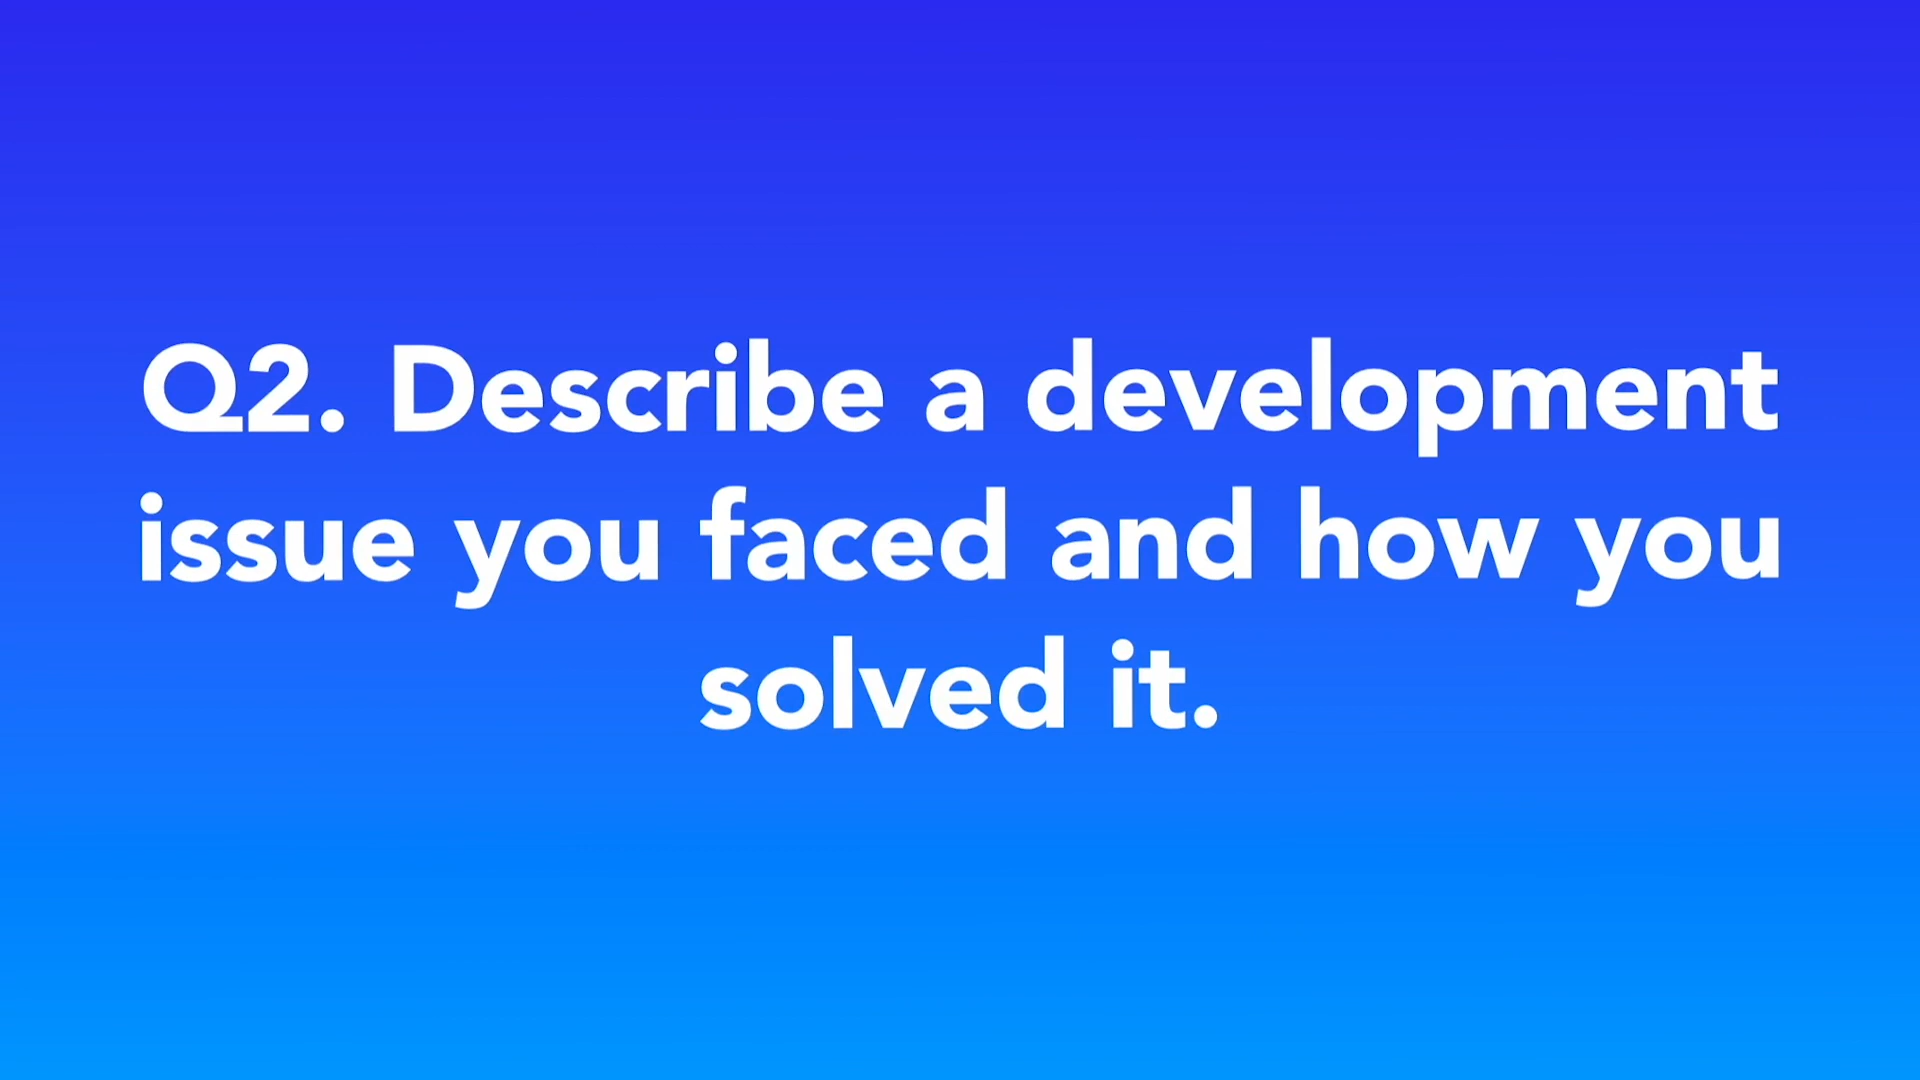 Q2. Describe a development
issue you faced and how you
solved it.